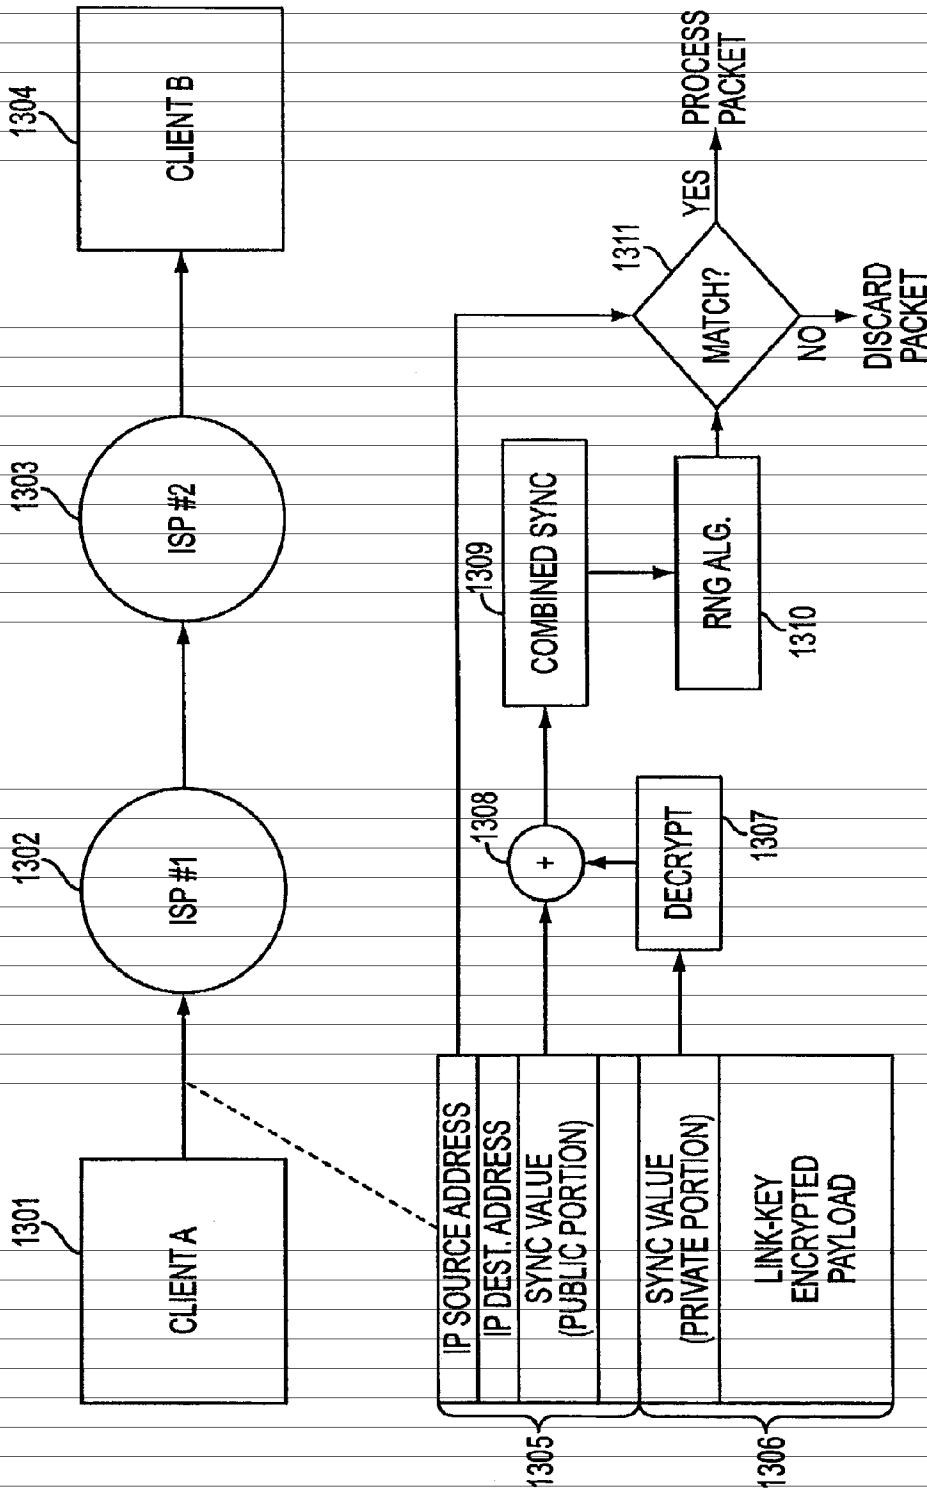 1301
CLIENT A
1302
ISP #1
1303
ISP #2
1304
CLIENT B
1305
IP SOURCE ADDRESS
IP DEST. ADDRESS
SYNC VALUE
(PUBLIC PORTION)
1306
SYNC VALUE
(PRIVATE PORTION)
LINK-KEY
ENCRYPTED
PAYLOAD
1308
+
DECRYPT
1307
1309
COMBINED SYNC
RNG ALG.
1310
1311
MATCH?
YES
PROCESS
PACKET
NO
DISCARD
PACKET